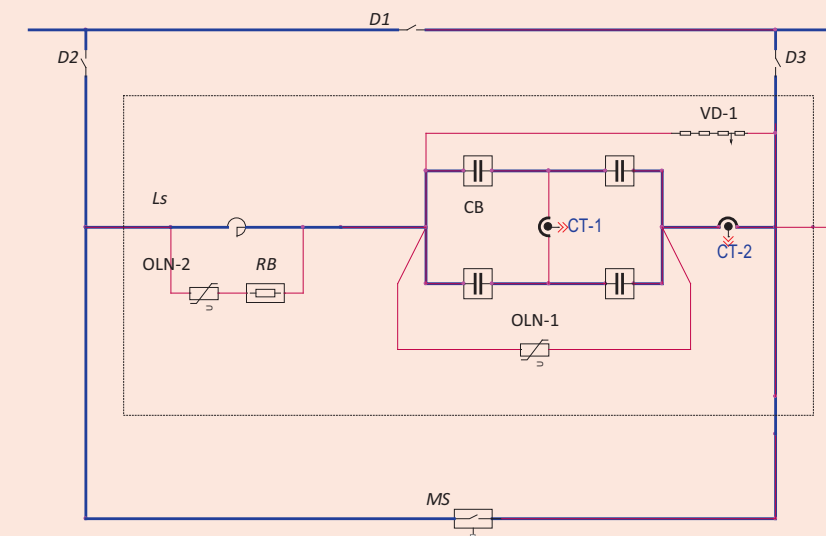 D1
D2
D3
VD-1
Ls
CB
CT-1
CT-2
OLN-2
RB
OLN-1
MS